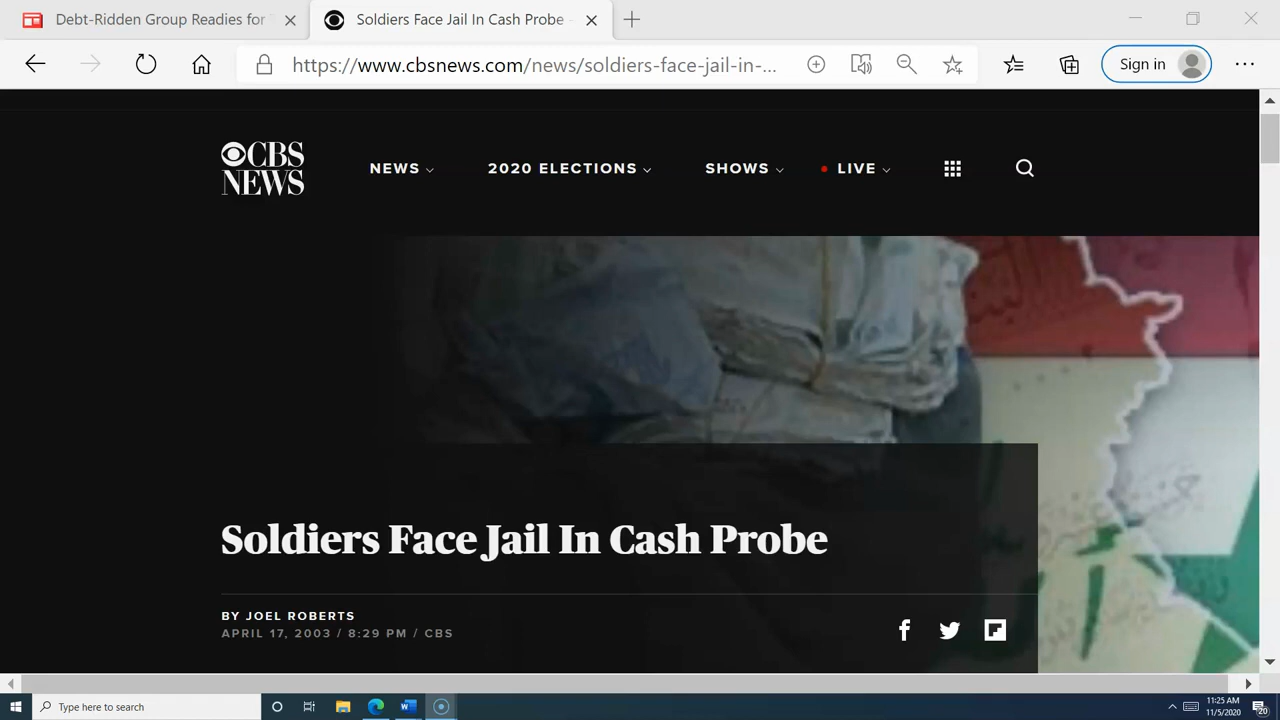 Debt-Ridden Group Readies for
Soldiers Face Jail In Cash Probe
https://www.cbsnews.com/news/soldiers-face-jail-in-...
Sign in
CBS
NEWS
NEWS
2020 ELECTIONS
SHOWS
LIVE
Soldiers Face Jail In Cash Probe
BY JOEL ROBERTS
APRIL 17, 2003 / 8:29 PM / CBS
Type here to search
11:25 AM
11/5/2020
20